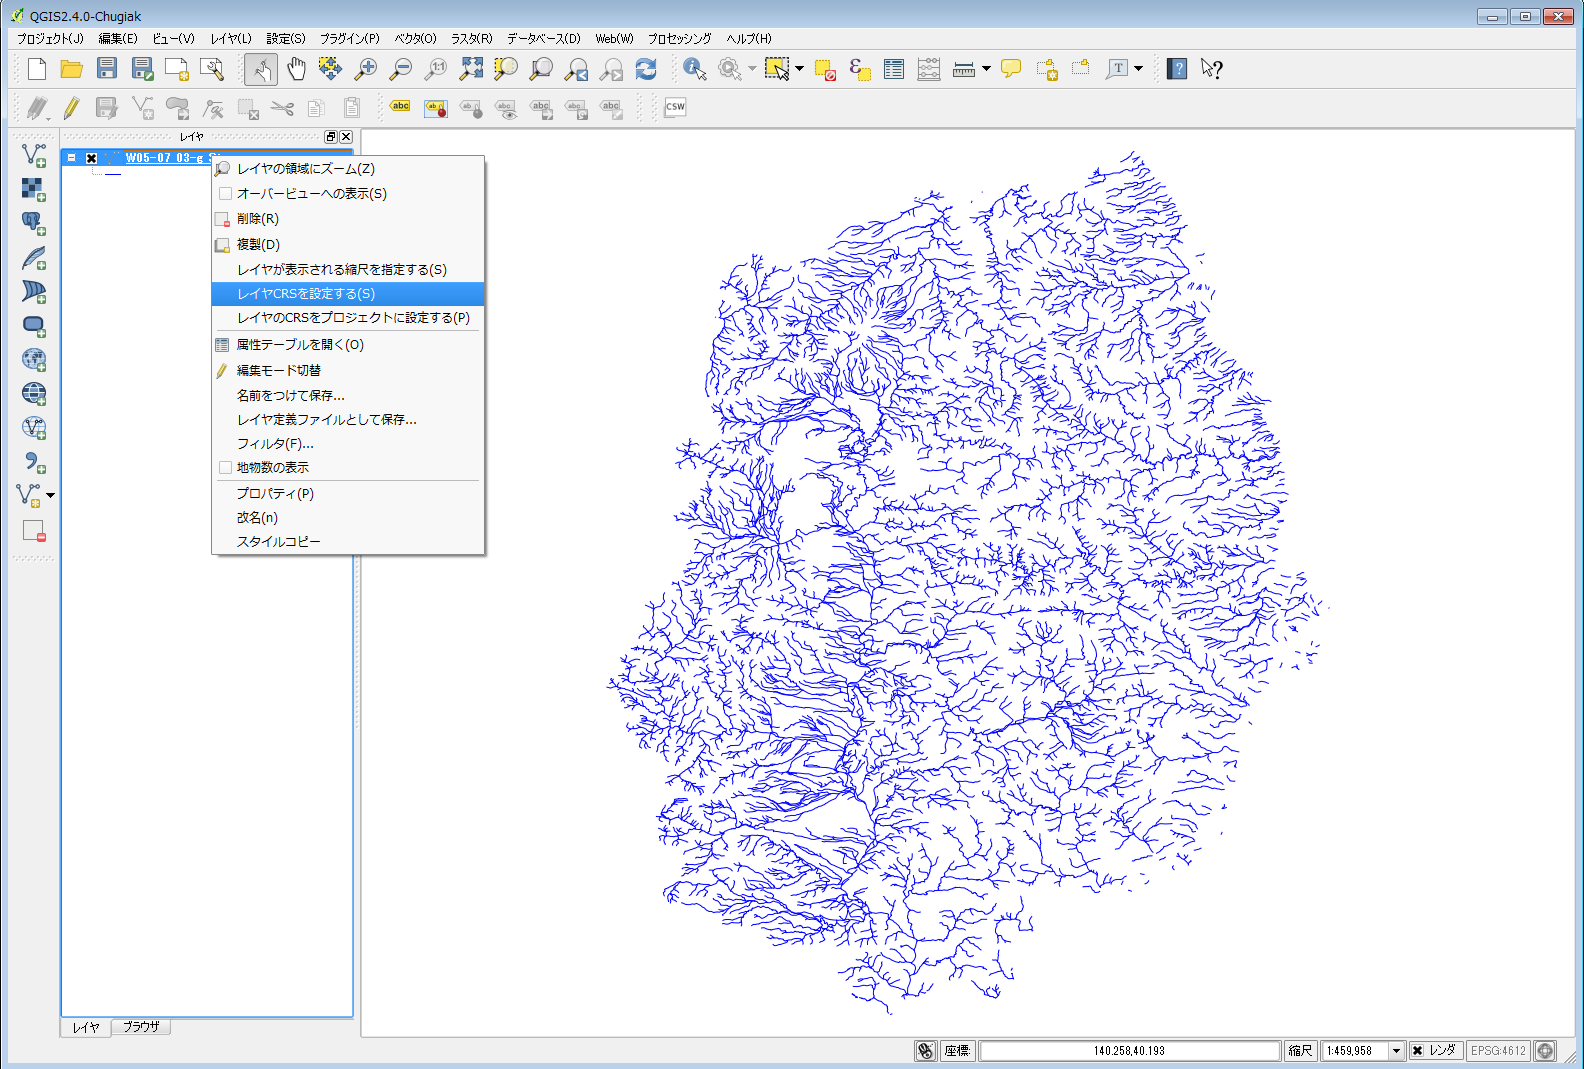 QGIS2.4.0-Chugiak
プロジェクト(J) 編集(E) ビュー(V) レイヤ(L) 設定(S) プラグイン(P) ベクタ(O) ラスタ(R) データベース(D) Web(W) プロセッシング ヘルプ(H)
1:1 ε T ? ?
abc ab abc abc abc CSW
レイヤ
W05-07_03-g_S
レイヤの領域にズーム(Z)
オーバービューへの表示(S)
削除(R)
複製(D)
レイヤが表示される縮尺を指定する(S)
レイヤCRSを設定する(S)
レイヤのCRSをプロジェクトに設定する(P)
属性テーブルを開く(O)
編集モード切替
名前をつけて保存...
レイヤ定義ファイルとして保存...
フィルタ(F)...
地物数の表示
プロパティ(P)
改名(n)
スタイルコピー
レイヤ ブラウザ
座標: 140.258,40.193 縮尺 1:459,958 レンダ EPSG:4612